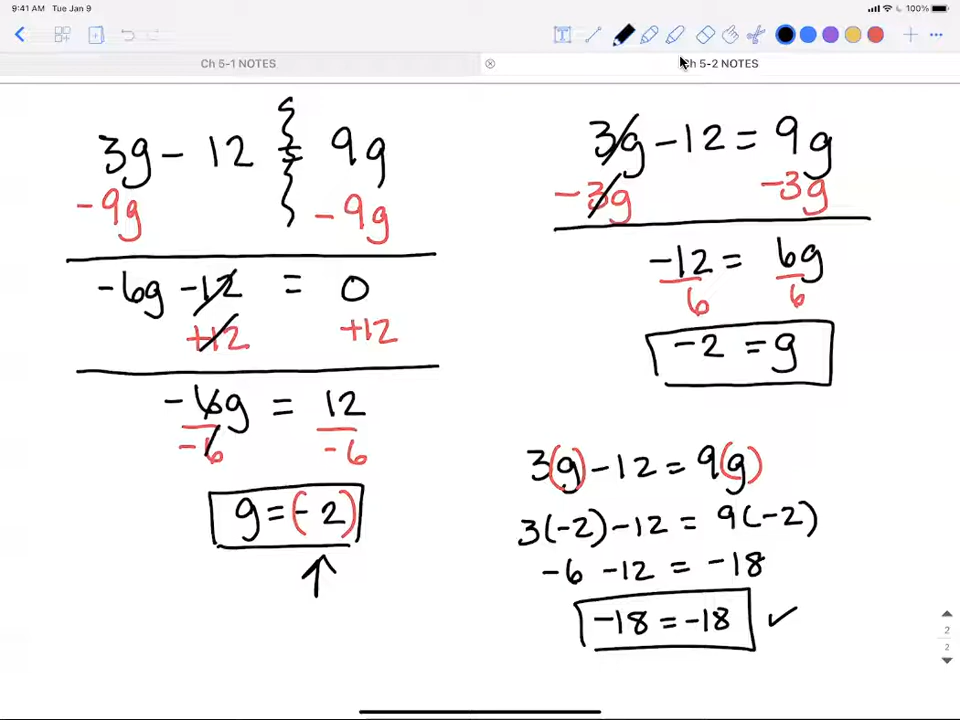 9:41 AM Tue Jan 9
100%
Ch 5-1 NOTES
Ch 5-2 NOTES
3g - 12 = 9g
-9g -9g
-6g -12 = 0
+12 +12
-6g = 12
-6 -6
g = (-2)
3g - 12 = 9g
-3g -3g
-12 = 6g
6 6
-2 = g
3(g) - 12 = 9(g)
3(-2) - 12 = 9(-2)
-6 -12 = -18
-18 = -18 ✓
2
2